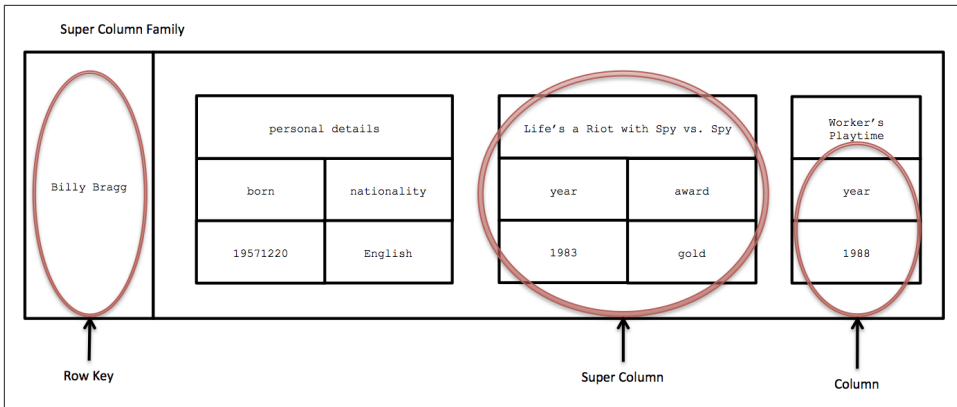 Super Column Family
Billy Bragg
personal details
born
nationality
19571220
English
Life's a Riot with Spy vs. Spy
year
award
1983
gold
Worker's
Playtime
year
1988
Row Key
Super Column
Column